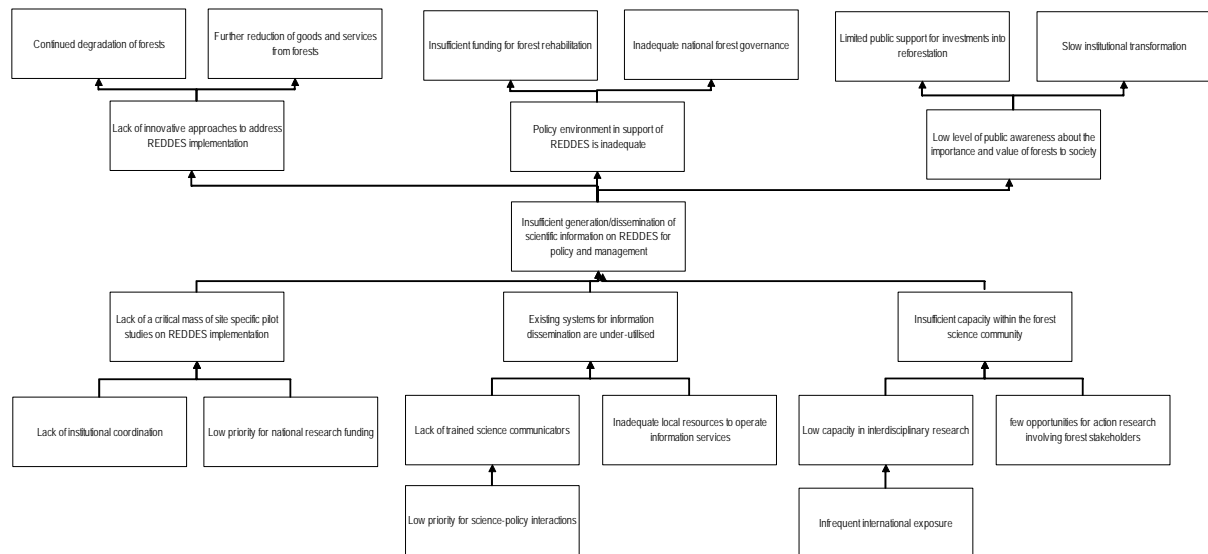 Continued degradation of forests
Further reduction of goods and services
from forests
Insufficient funding for forest rehabilitation
Inadequate national forest governance
Limited public support for investments into
reforestation
Slow institutional transformation
Lack of innovative approaches to address
REDDES implementation
Policy environment in support of
REDDES is inadequate
Low level of public awareness about the
importance and value of forests to society
Insufficient generation/dissemination of
scientific information on REDDES for
policy and management
Lack of a critical mass of site specific pilot
studies on REDDES implementation
Existing systems for information
dissemination are under-utilised
Insufficient capacity within the forest
science community
Lack of institutional coordination
Low priority for national research funding
Lack of trained science communicators
Inadequate local resources to operate
information services
Low capacity in interdisciplinary research
few opportunities for action research
involving forest stakeholders
Low priority for science-policy interactions
Infrequent international exposure